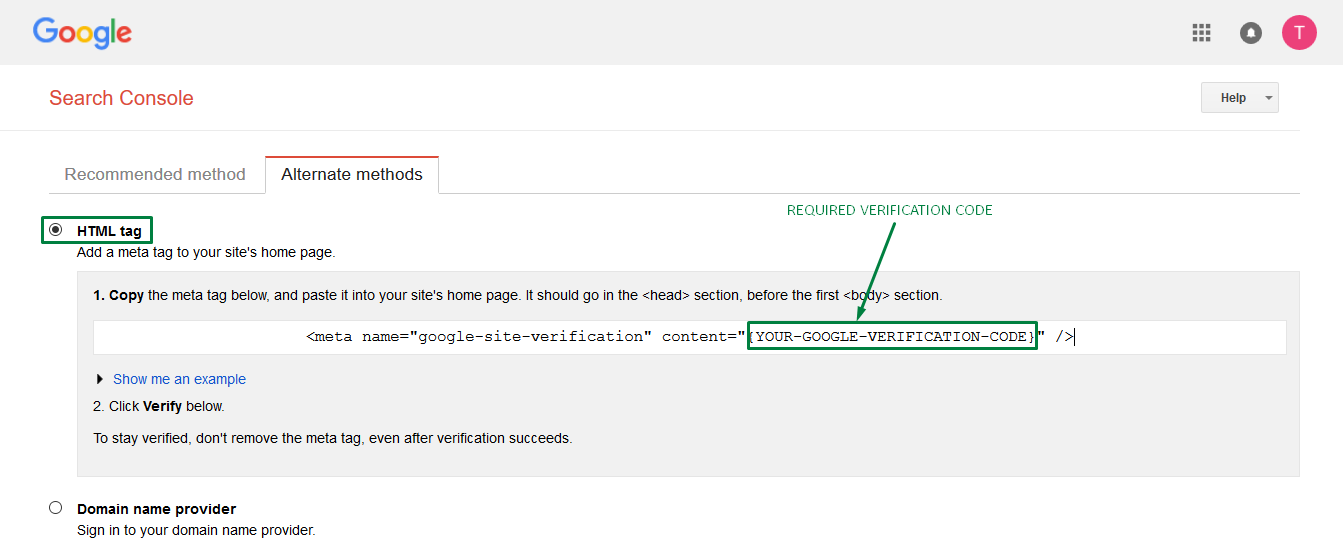 Google
T
Search Console
Help
Recommended method
Alternate methods
REQUIRED VERIFICATION CODE
HTML tag
Add a meta tag to your site's home page.
1. Copy the meta tag below, and paste it into your site's home page. It should go in the <head> section, before the first <body> section.
<meta name="google-site-verification" content="{YOUR-GOOGLE-VERIFICATION-CODE}" />
Show me an example
2. Click Verify below.
To stay verified, don't remove the meta tag, even after verification succeeds.
Domain name provider
Sign in to your domain name provider.